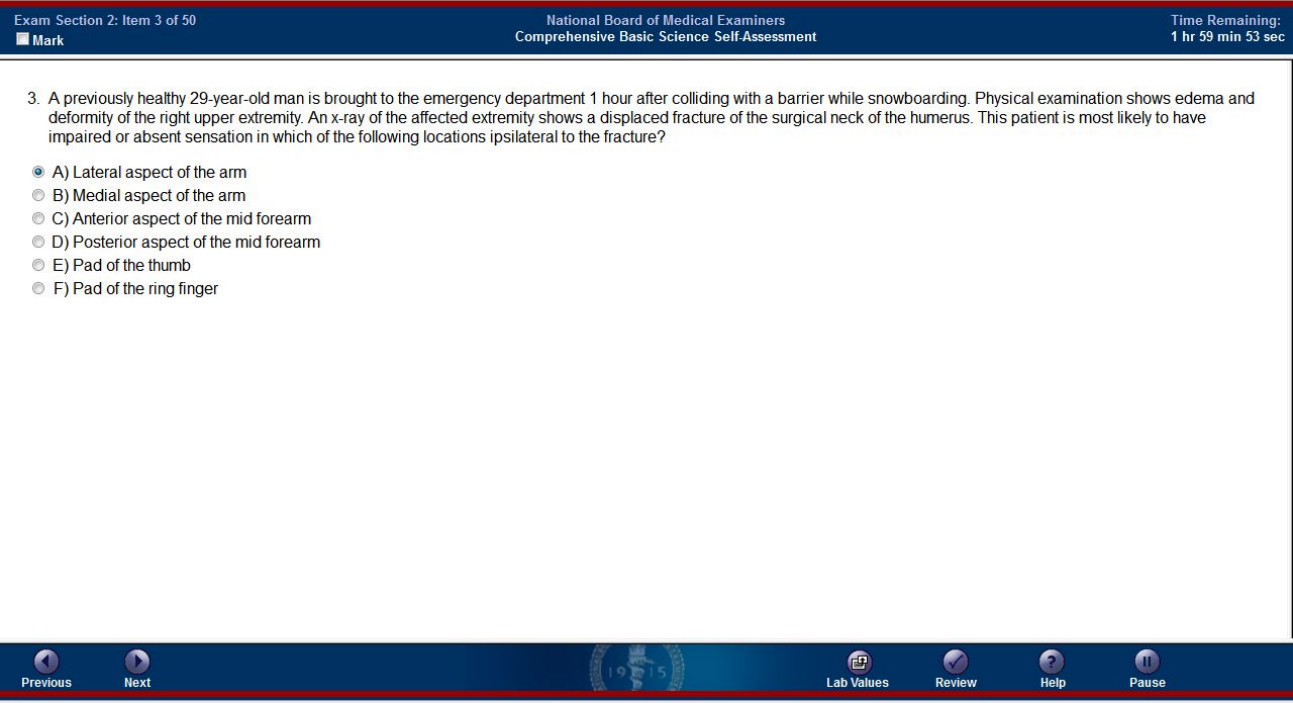 Exam Section 2: Item 3 of 50
National Board of Medical Examiners
Time Remaining:
Mark
Comprehensive Basic Science Self-Assessment
1 hr 59 min 53 sec
3. A previously healthy 29-year-old man is brought to the emergency department 1 hour after colliding with a barrier while snowboarding. Physical examination shows edema and
deformity of the right upper extremity. An x-ray of the affected extremity shows a displaced fracture of the surgical neck of the humerus. This patient is most likely to have
impaired or absent sensation in which of the following locations ipsilateral to the fracture?
A) Lateral aspect of the arm
B) Medial aspect of the arm
C) Anterior aspect of the mid forearm
D) Posterior aspect of the mid forearm
E) Pad of the thumb
F) Pad of the ring finger
1915
Previous
Next
Lab Values
Review
Help
Pause